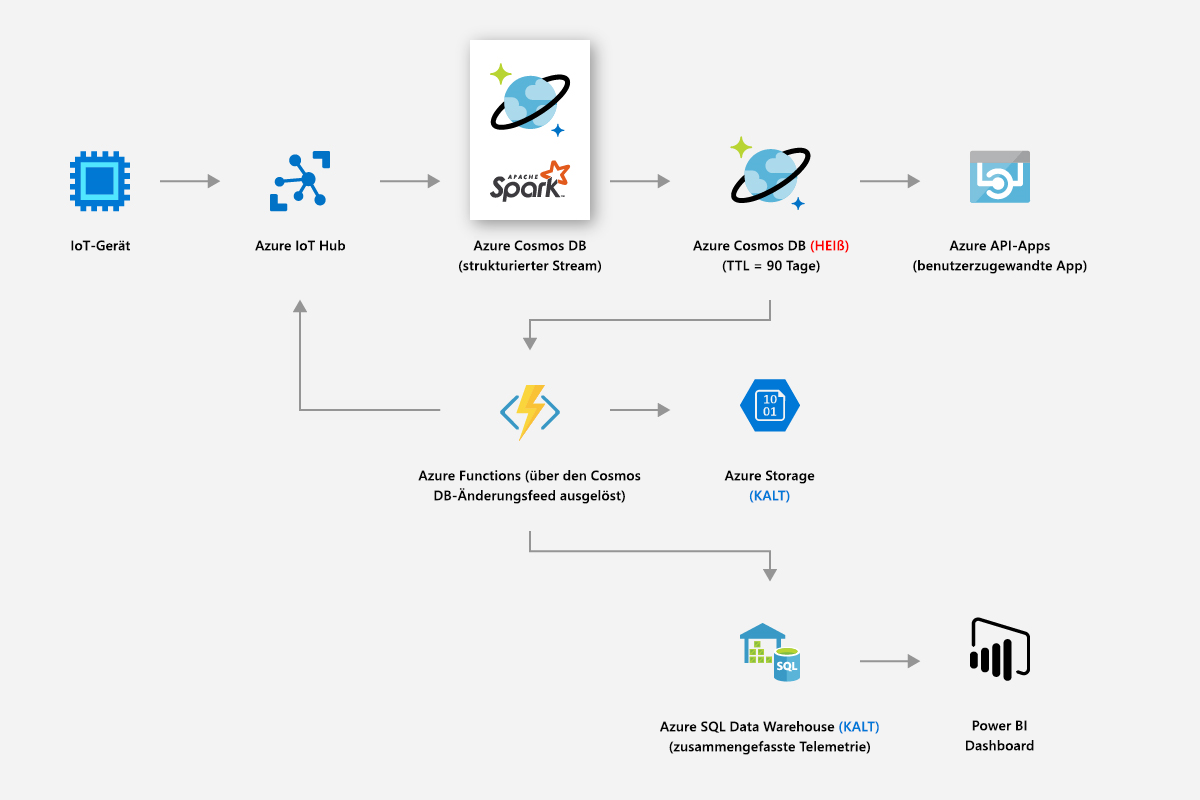 APACHE
Spark™
IoT-Gerät
Azure IoT Hub
Azure Cosmos DB
(strukturierter Stream)
Azure Cosmos DB (HEIß)
(TTL = 90 Tage)
Azure API-Apps
(benutzerzugewandte App)
10
01
Azure Functions (über den Cosmos
DB-Änderungsfeed ausgelöst)
Azure Storage
(KALT)
SQL
Azure SQL Data Warehouse (KALT)
(zusammengefasste Telemetrie)
Power BI
Dashboard